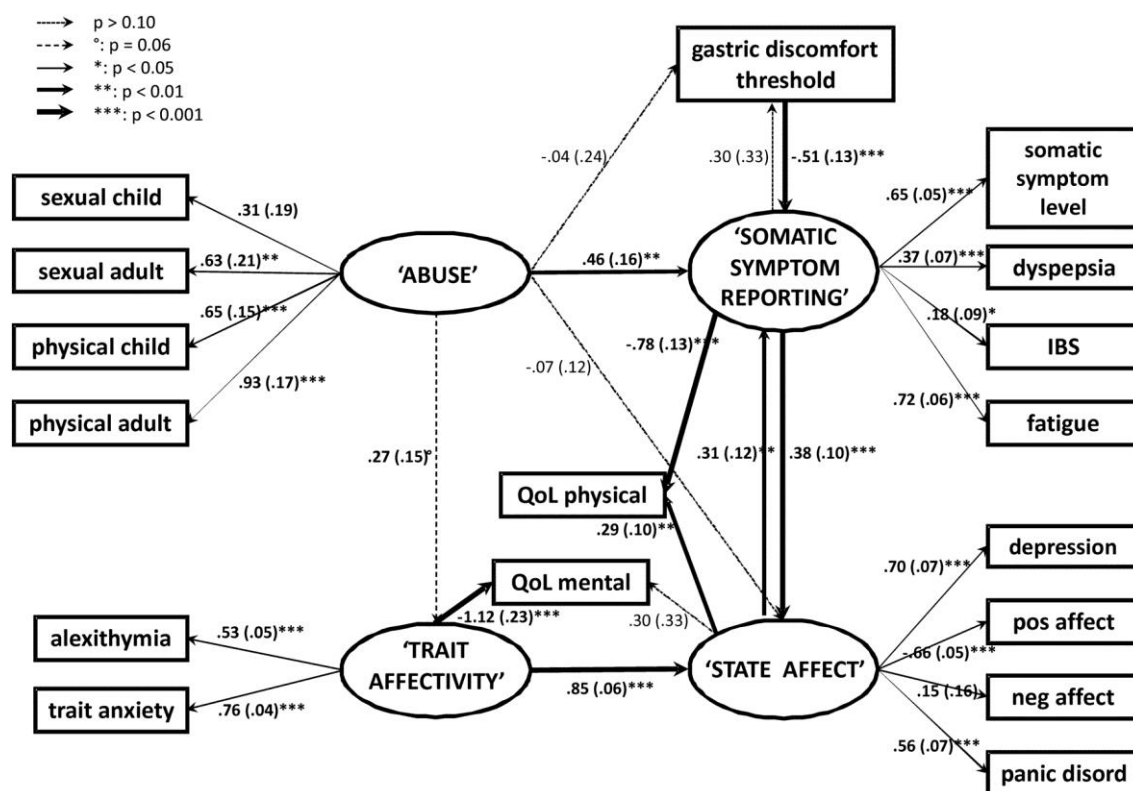 p > 0.10
°: p = 0.06
*: p < 0.05
**: p < 0.01
***: p < 0.001
gastric discomfort
threshold
-.04 (.24)
.30 (.33)
-.51 (.13)***
somatic
symptom
level
.65 (.05)***
sexual child
.31 (.19)
sexual adult
.63 (.21)**
'ABUSE'
.46 (.16)**
'SOMATIC
SYMPTOM
REPORTING'
.37 (.07)***
dyspepsia
physical child
.65 (.15)***
.18 (.09)*
IBS
-.07 (.12)
-.78 (.13)***
physical adult
.93 (.17)***
.72 (.06)***
fatigue
.27 (.15)°
.31 (.12)**
.38 (.10)***
QoL physical
.29 (.10)**
depression
.70 (.07)***
QoL mental
-1.12 (.23)***
.30 (.33)
alexithymia
.53 (.05)***
'TRAIT
AFFECTIVITY'
.85 (.06)***
'STATE AFFECT'
pos affect
-.66 (.05)***
trait anxiety
.76 (.04)***
.15 (.16)
neg affect
.56 (.07)***
panic disord